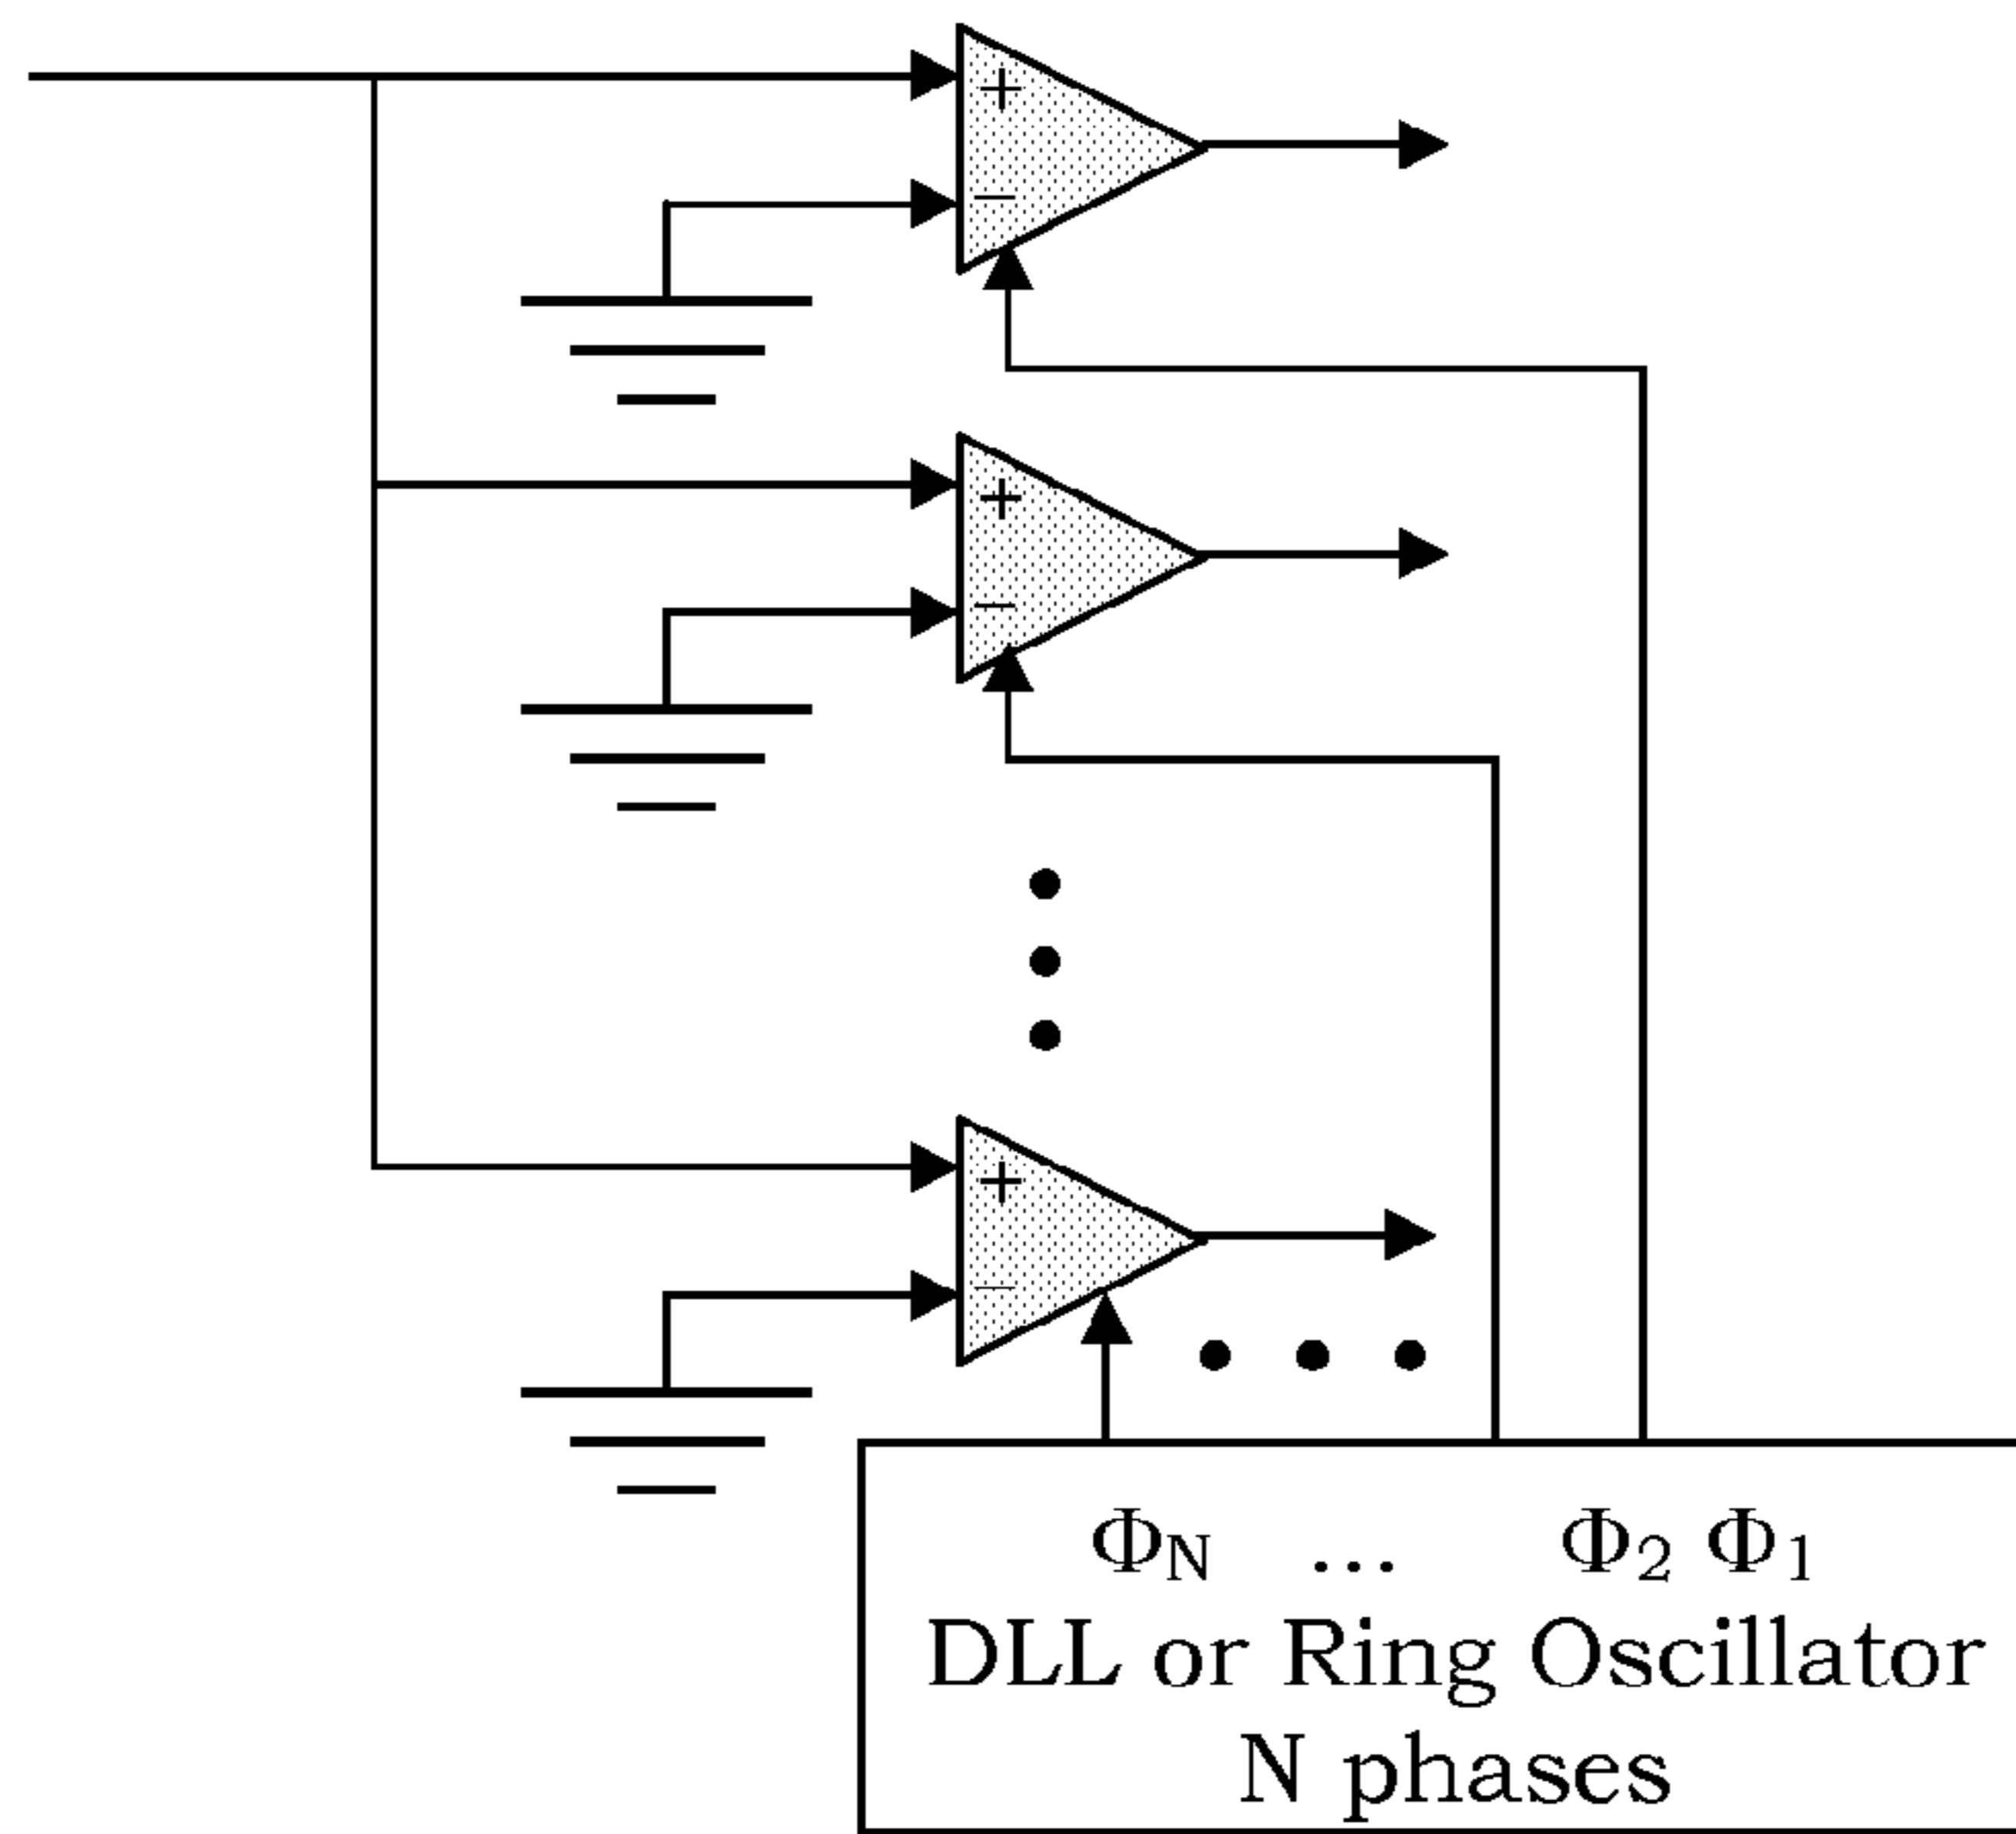 +
−
+
−
+
−
Φ_N ... Φ_2 Φ_1
DLL or Ring Oscillator
N phases